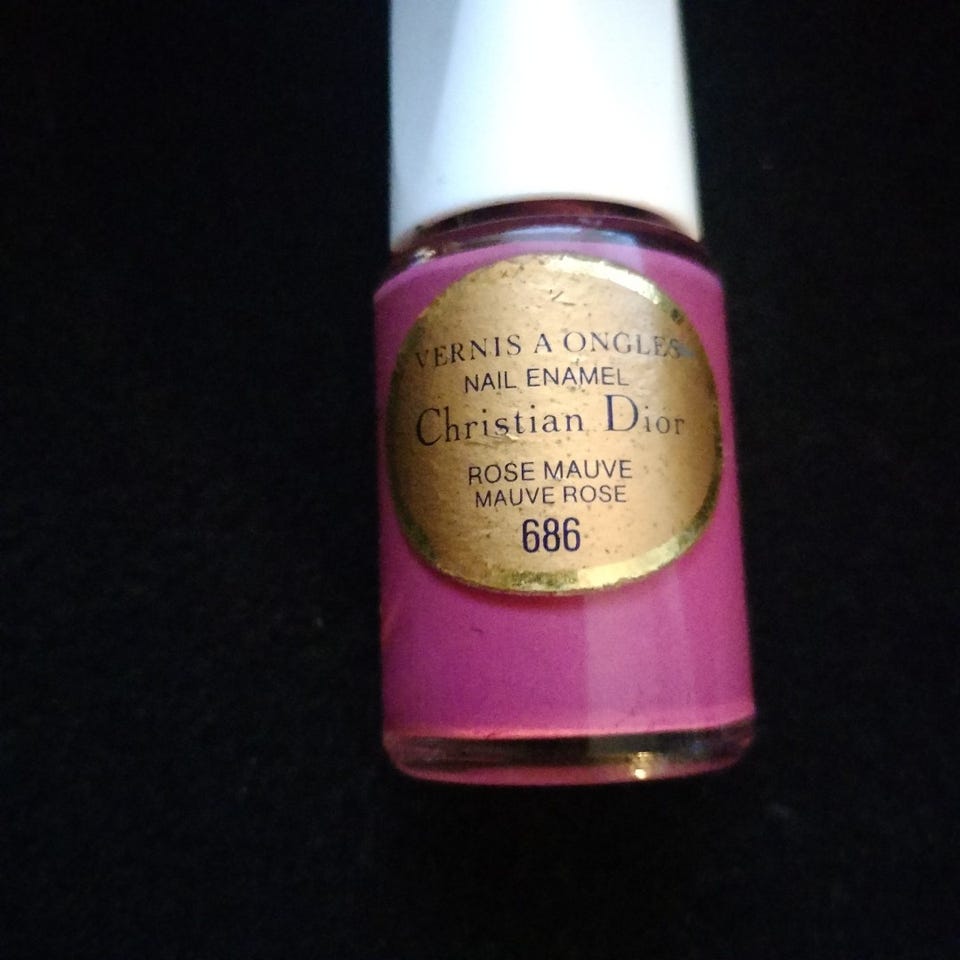 VERNIS A ONGLES
NAIL ENAMEL
Christian Dior
ROSE MAUVE
MAUVE ROSE
686